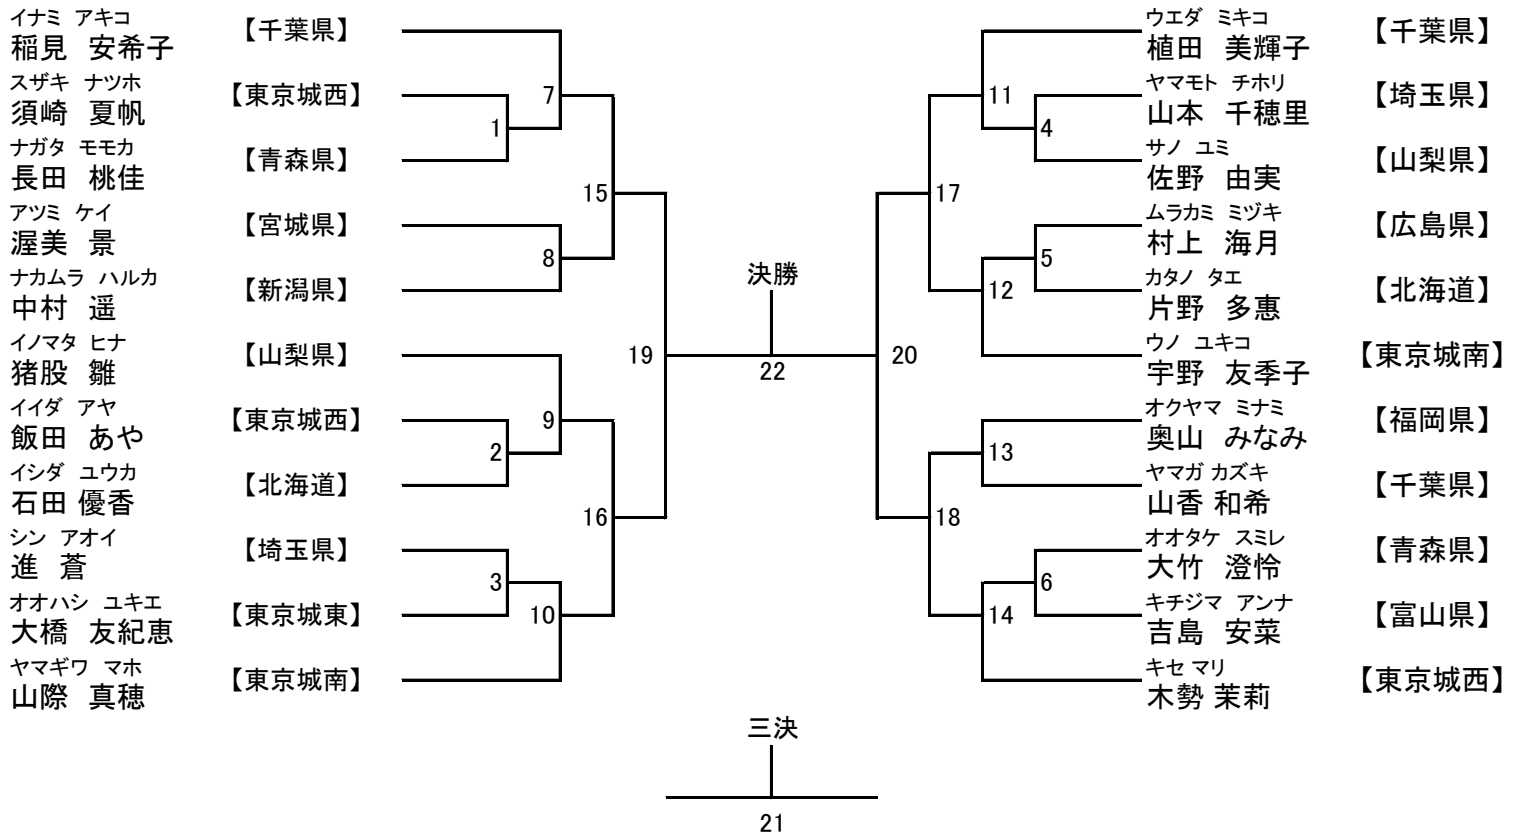 イナミ　アキコ
稲見　安希子　【千葉県】
スザキ　ナツホ
須崎　夏帆　【東京城西】
ナガタ　モモカ
長田　桃佳　【青森県】
アツミ　ケイ
渥美　景　【宮城県】
ナカムラ　ハルカ
中村　遥　【新潟県】
イノマタ　ヒナ
猪股　雛　【山梨県】
イイダ　アヤ
飯田　あや　【東京城西】
イシダ　ユウカ
石田 優香　【北海道】
シン　アオイ
進　蒼　【埼玉県】
オオハシ　ユキエ
大橋　友紀恵　【東京城東】
ヤマギワ　マホ
山際　真穂　【東京城南】
7
1
15
8
19
9
2
16
3
10
決勝
22
三決
21
11
4
17
5
12
20
13
18
6
14
ウエダ　ミキコ
植田　美輝子　【千葉県】
ヤマモト　チホリ
山本　千穂里　【埼玉県】
サノ　ユミ
佐野　由実　【山梨県】
ムラカミ　ミヅキ
村上　海月　【広島県】
カタノ　タエ
片野　多惠　【北海道】
ウノ　ユキコ
宇野　友季子　【東京城南】
オクヤマ　ミナミ
奥山　みなみ　【福岡県】
ヤマガ カズキ
山香 和希　【千葉県】
オオタケ　スミレ
大竹　澄怜　【青森県】
キチジマ　アンナ
吉島　安菜　【富山県】
キセ マリ
木勢 茉莉　【東京城西】